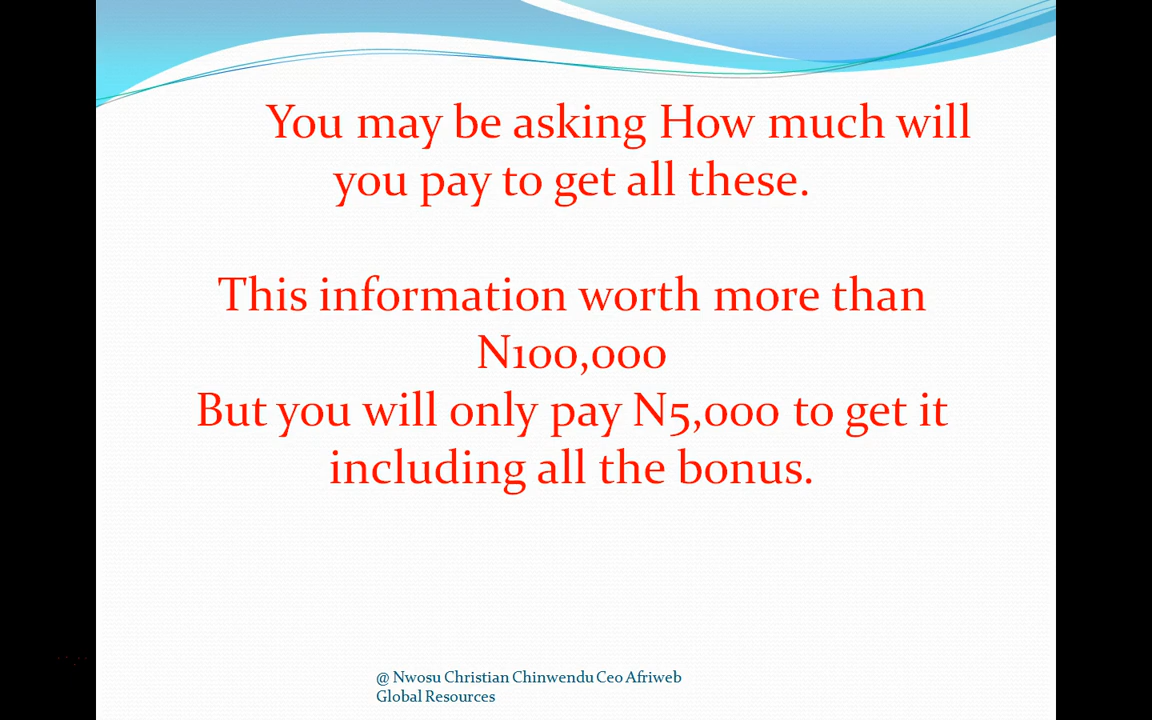 You may be asking How much will
you pay to get all these.
This information worth more than
N100,000
But you will only pay N5,000 to get it
including all the bonus.
@ Nwosu Christian Chinwendu Ceo Afriweb
Global Resources